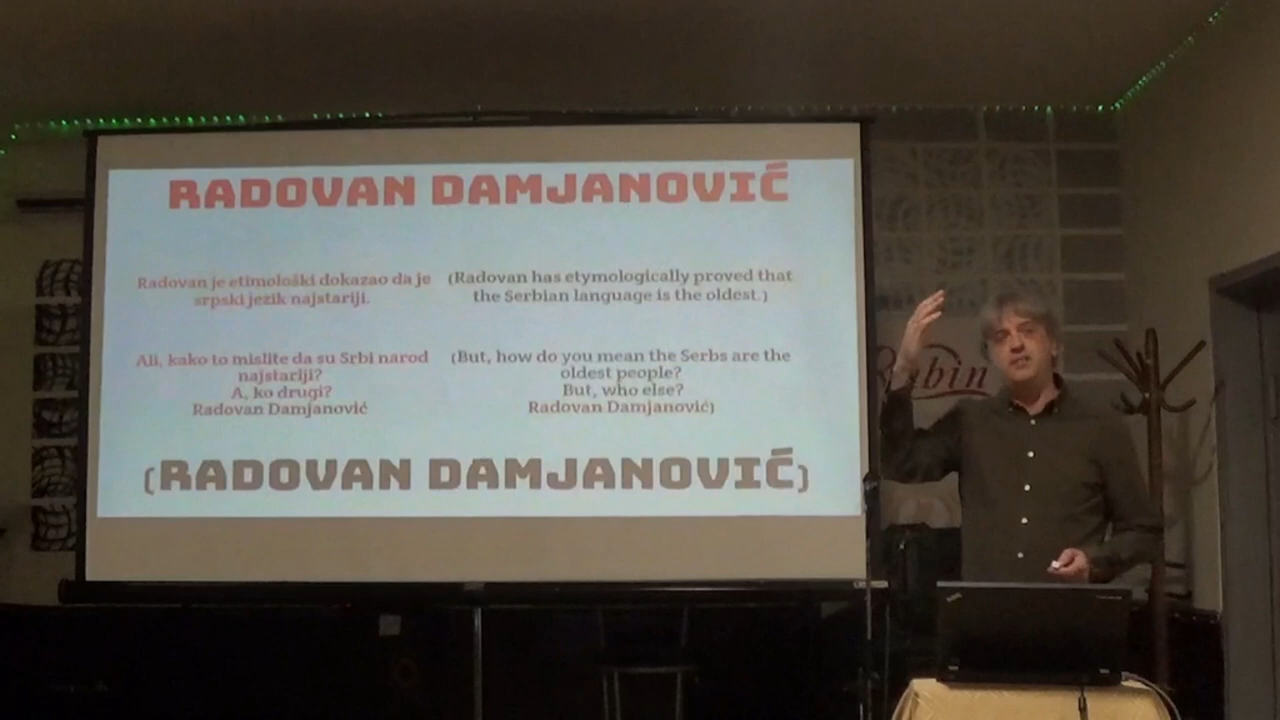 RADOVAN DAMJANOVIĆ
Radovan je etimološki dokazao da je
srpski jezik najstariji.
(Radovan has etymologically proved that
the Serbian language is the oldest.)
Ali, kako to mislite da su Srbi narod
najstariji?
A, ko drugi?
Radovan Damjanović
(But, how do you mean the Serbs are the
oldest people?
But, who else?
Radovan Damjanović)
(RADOVAN DAMJANOVIĆ)
Rubin